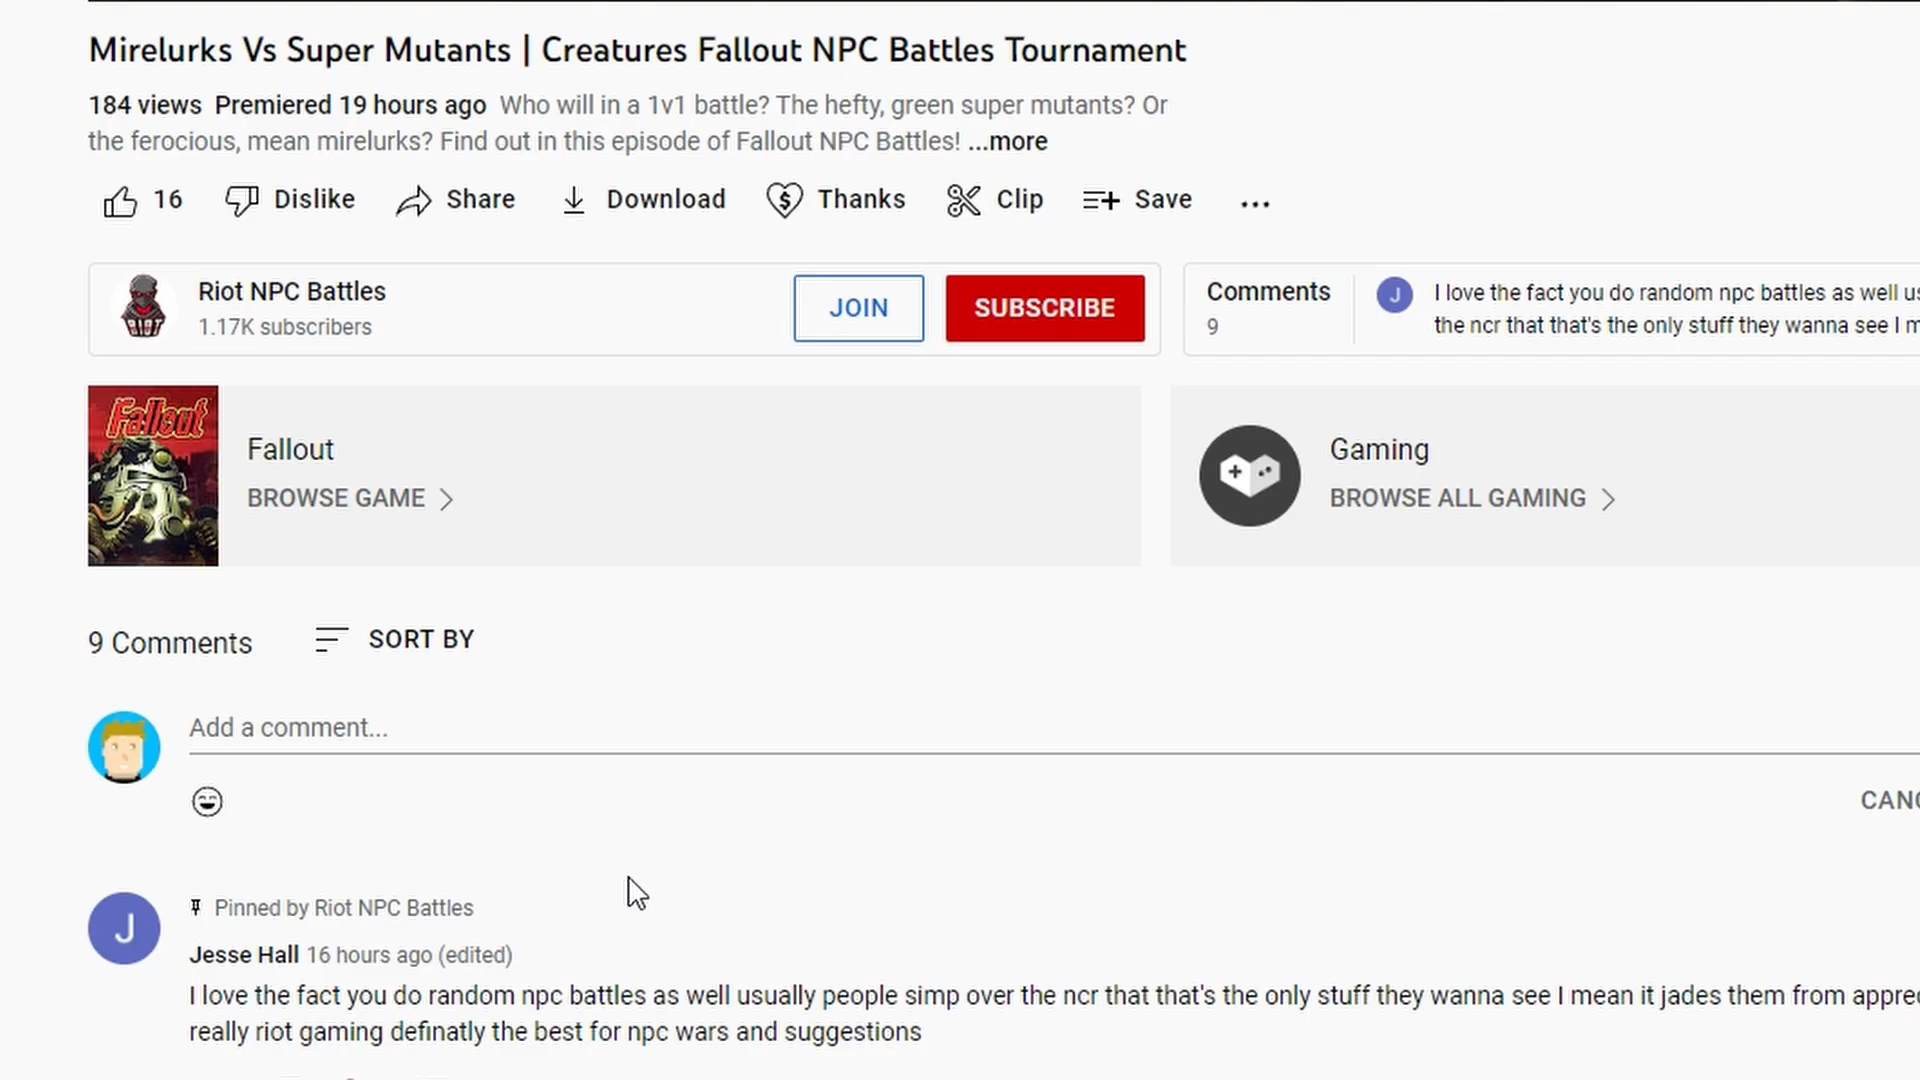 Mirelurks Vs Super Mutants | Creatures Fallout NPC Battles Tournament
184 views Premiered 19 hours ago Who will in a 1v1 battle? The hefty, green super mutants? Or
the ferocious, mean mirelurks? Find out in this episode of Fallout NPC Battles! ...more
16 Dislike Share Download Thanks Clip Save ...
Riot NPC Battles
1.17K subscribers
JOIN
SUBSCRIBE
Comments
9
J
I love the fact you do random npc battles as well us
the ncr that that's the only stuff they wanna see I m
RIOT
Fallout
Fallout
BROWSE GAME
Gaming
BROWSE ALL GAMING
9 Comments
SORT BY
Add a comment...
CANC
J
Pinned by Riot NPC Battles
Jesse Hall 16 hours ago (edited)
I love the fact you do random npc battles as well usually people simp over the ncr that that's the only stuff they wanna see I mean it jades them from appre
really riot gaming definatly the best for npc wars and suggestions